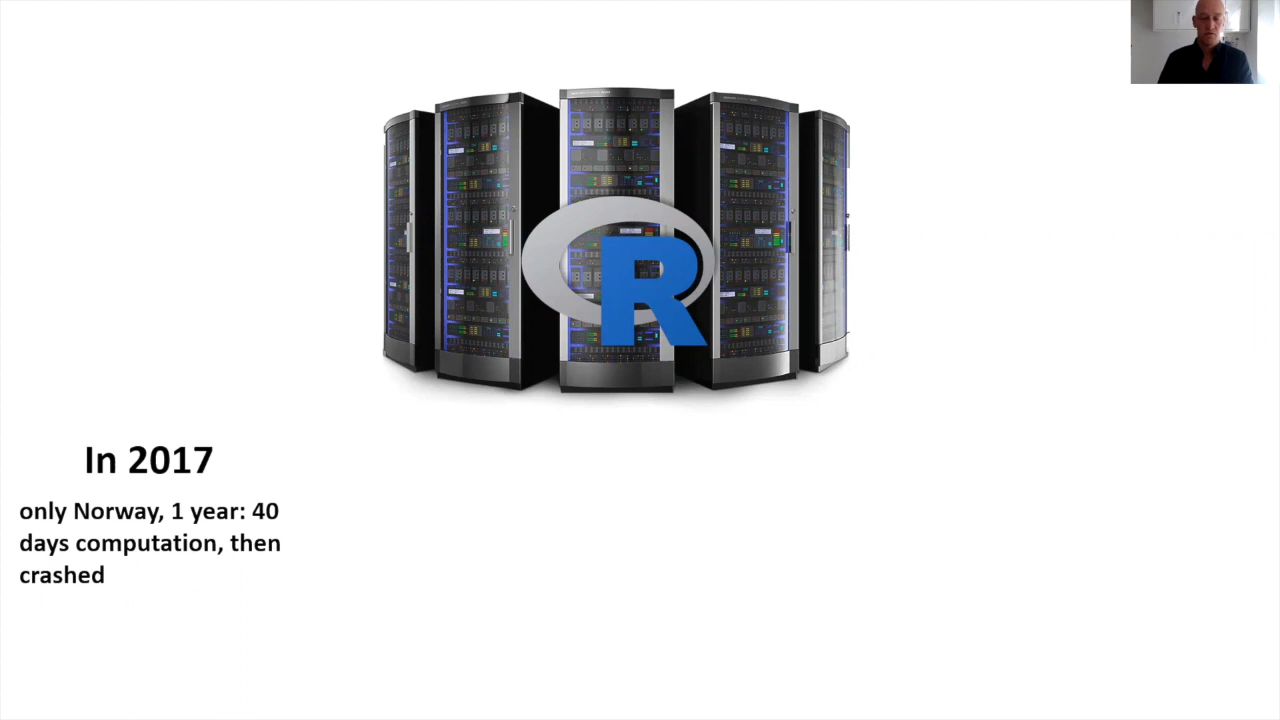 R
In 2017
only Norway, 1 year: 40
days computation, then
crashed